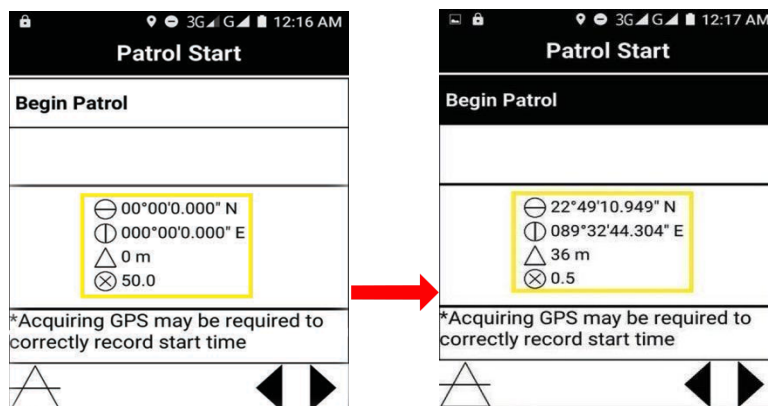 3G G 12:16 AM
Patrol Start
Begin Patrol
00°00'0.000" N
000°00'0.000" E
0 m
50.0
*Acquiring GPS may be required to
correctly record start time
3G G 12:17 AM
Patrol Start
Begin Patrol
22°49'10.949" N
089°32'44.304" E
36 m
0.5
*Acquiring GPS may be required to
correctly record start time